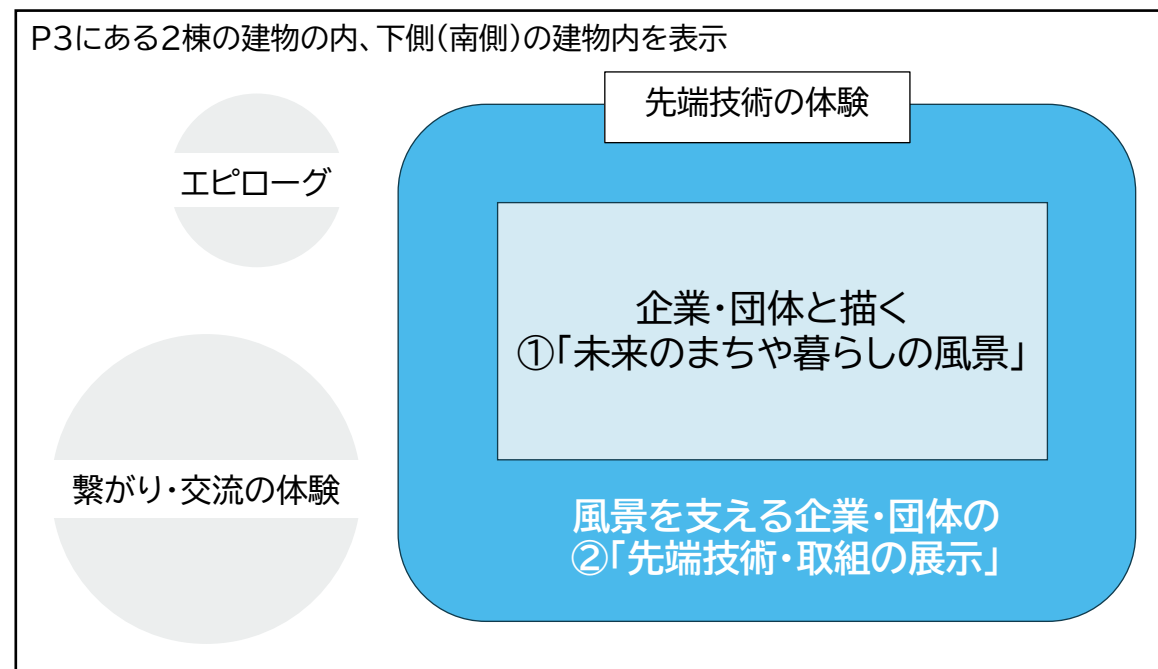 P3にある2棟の建物の内、下側(南側)の建物内を表示
先端技術の体験
エピローグ
企業・団体と描く
①「未来のまちや暮らしの風景」
繋がり・交流の体験
風景を支える企業・団体の
②「先端技術・取組の展示」